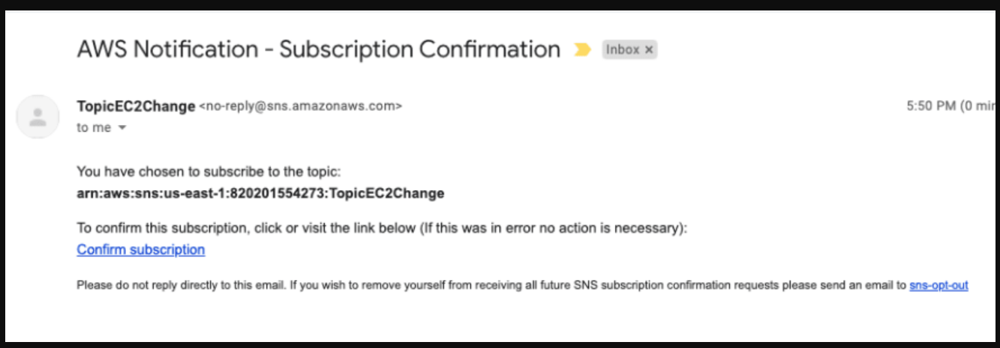 AWS Notification - Subscription Confirmation Inbox ×
TopicEC2Change <no-reply@sns.amazonaws.com> 5:50 PM (0
to me
You have chosen to subscribe to the topic:
arn:aws:sns:us-east-1:820201554273:TopicEC2Change
To confirm this subscription, click or visit the link below (If this was in error no action is necessary):
Confirm subscription
Please do not reply directly to this email. If you wish to remove yourself from receiving all future SNS subscription confirmation requests please send an email to sns-opt-out